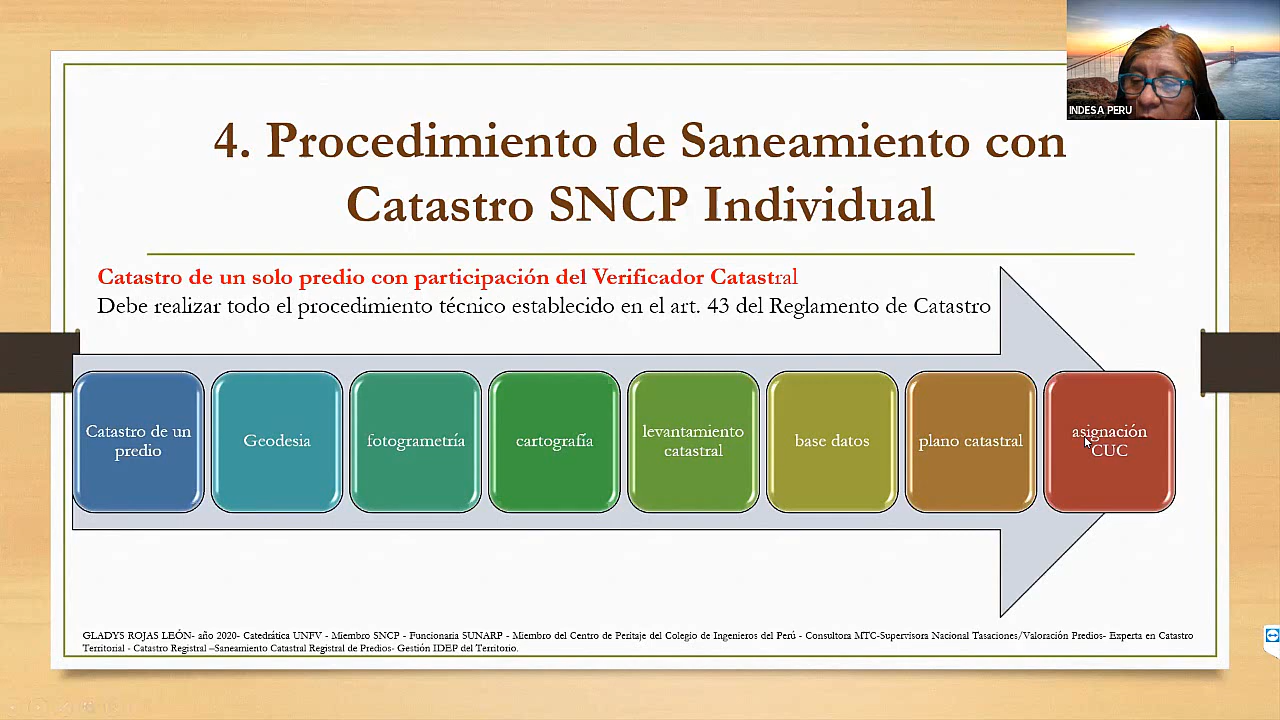 INDESA PERU
4. Procedimiento de Saneamiento con
Catastro SNCP Individual
Catastro de un solo predio con participación del Verificador Catastral
Debe realizar todo el procedimiento técnico establecido en el art. 43 del Reglamento de Catastro
Catastro de un
predio
Geodesia
fotogrametría
cartografía
levantamiento
catastral
base datos
plano catastral
asignación
CUC
GLADYS ROJAS LEÓN- año 2020- Catedrática UNFV - Miembro SNCP - Funcionaria SUNARP - Miembro del Centro de Peritaje del Colegio de Ingenieros del Perú - Consultora MTC-Supervisora Nacional Tasaciones/Valoración Predios- Experta en Catastro
Territorial - Catastro Registral –Saneamiento Catastral Registral de Predios- Gestión IDEP del Territorio.